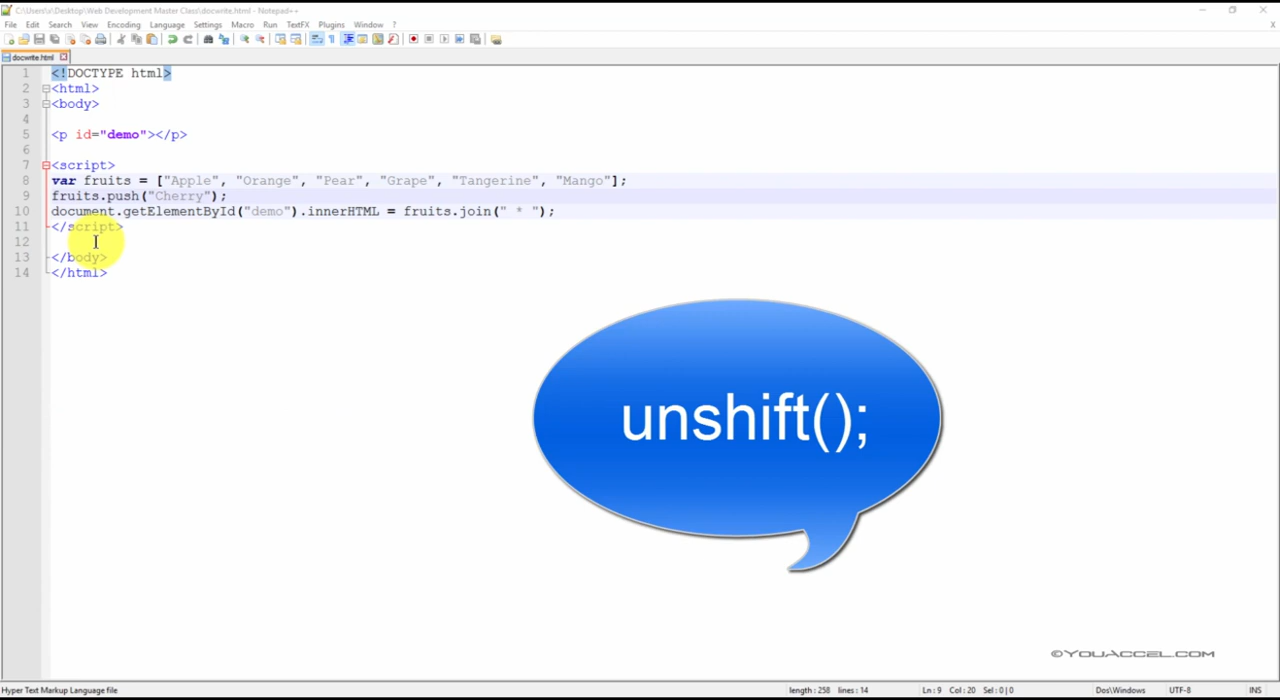 C:\Users\r\Desktop\Web Development Master Class\docwrite.html - Notepad++
File Edit Search View Encoding Language Settings Macro Run TextFX Plugins Window ? X
docwrite.html
1 <!DOCTYPE html>
2 <html>
3 <body>
4
5 <p id="demo"></p>
6
7 <script>
8 var fruits = ["Apple", "Orange", "Pear", "Grape", "Tangerine", "Mango"];
9 fruits.push("Cherry");
10 document.getElementById("demo").innerHTML = fruits.join(" * ");
11 </script>
12
13 </body>
14 </html>
unshift();
©YouAccel.com
Hyper Text Markup Language file length : 258 lines : 14 Ln : 9 Col : 20 Sel : 0 | 0 Dos\Windows UTF-8 INS